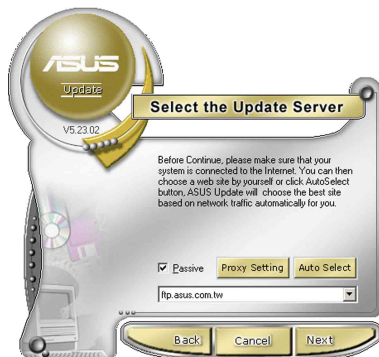 ASUS
Update
V5.23.02
Select the Update Server
Before Continue, please make sure that your
system is connected to the Internet. You can then
choose a web site by yourself or click AutoSelect
button, ASUS Update will choose the best site
based on network traffic automatically for you.
Passive
Proxy Setting
Auto Select
ftp.asus.com.tw
Back
Cancel
Next